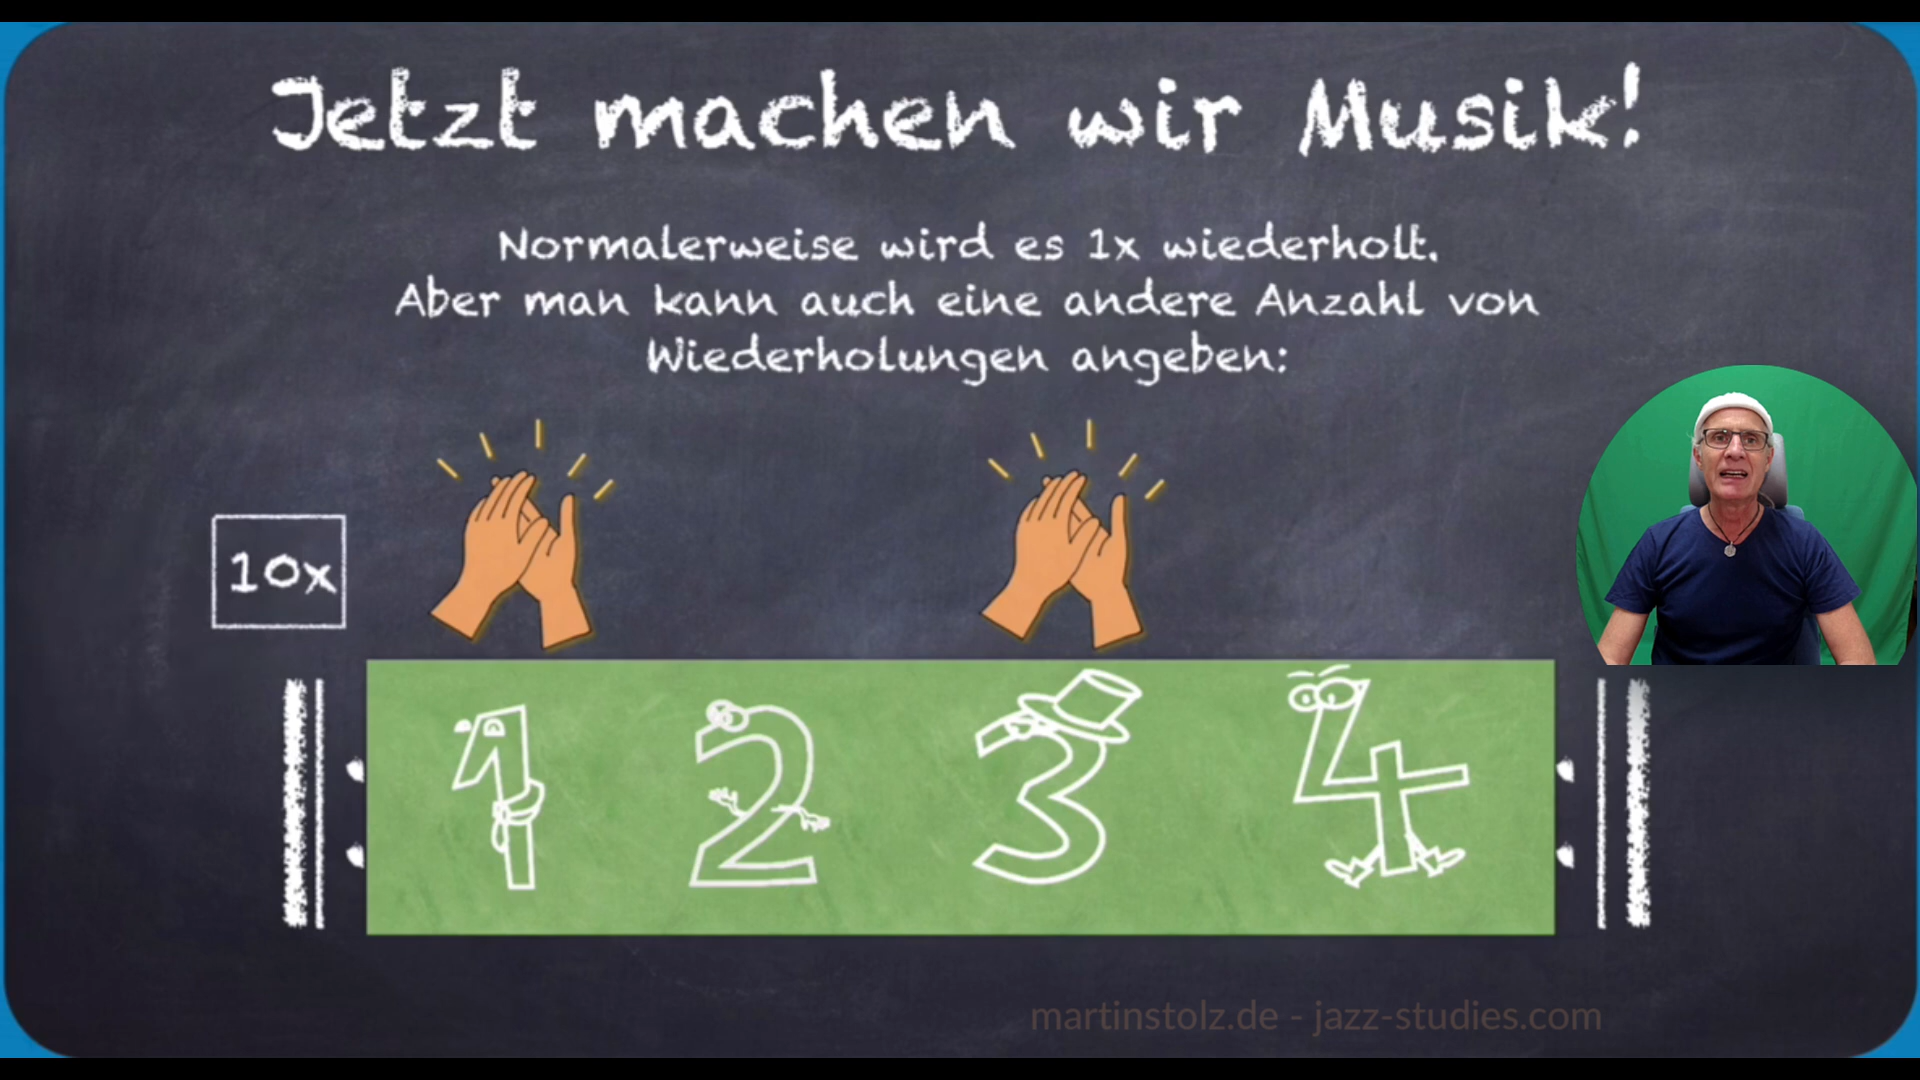 Jetzt machen wir Musik!
Normalerweise wird es 1x wiederholt.
Aber man kann auch eine andere Anzahl von
Wiederholungen angeben:
10x
1 2 3 4
martinstolz.de - jazz-studies.com